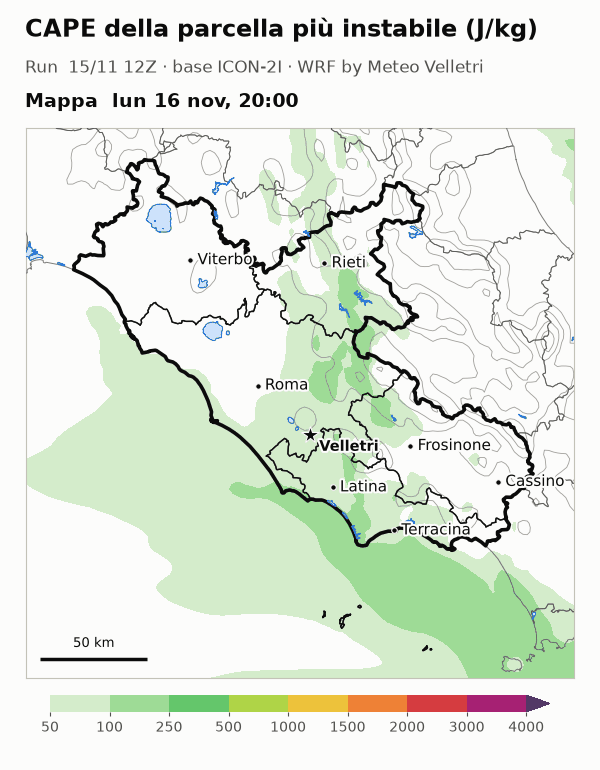 CAPE della parcella più instabile (J/kg)
Run 15/11 12Z · base ICON-2I · WRF by Meteo Velletri
Mappa lun 16 nov, 20:00
Viterbo
Rieti
Roma
Velletri
Frosinone
Latina
Cassino
Terracina
50 km
50 100 250 500 1000 1500 2000 3000 4000